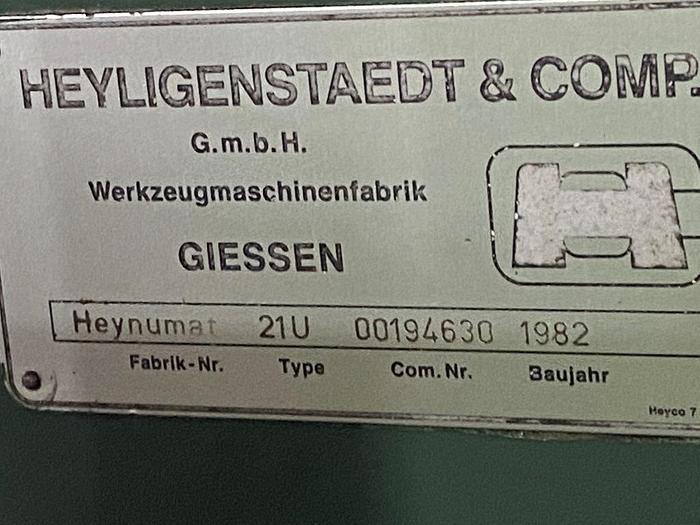 HEYLIGENSTAEDT & COMP.
G.m.b.H.
Werkzeugmaschinenfabrik
GIESSEN
H
Heynumat 21U 00194630 1982
Fabrik-Nr. Type Com.Nr. Baujahr
Heyco 7